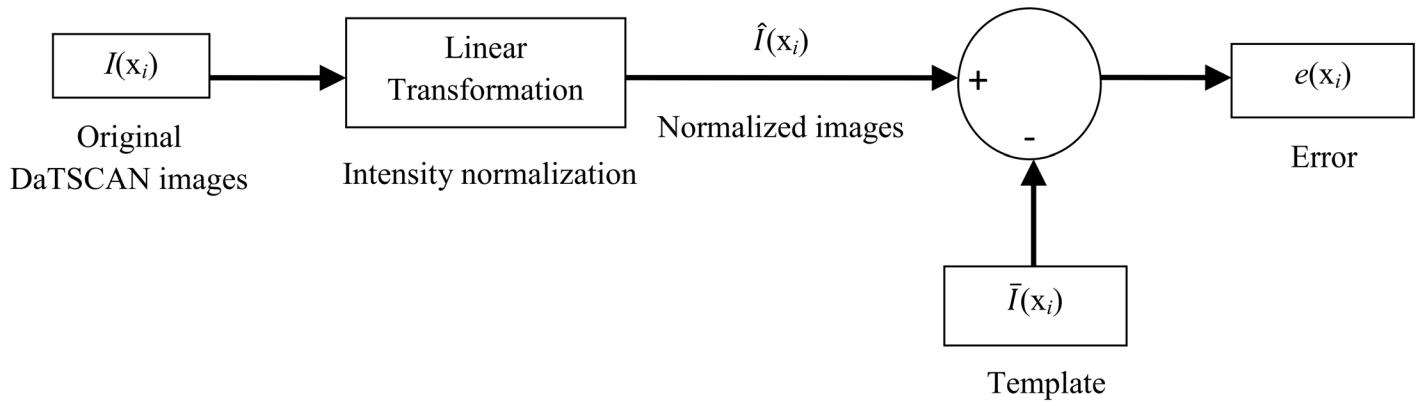 I(xᵢ)
Original
DaTSCAN images
Linear
Transformation
Intensity normalization
Î(xᵢ)
Normalized images
+
-
Ī(xᵢ)
Template
e(xᵢ)
Error